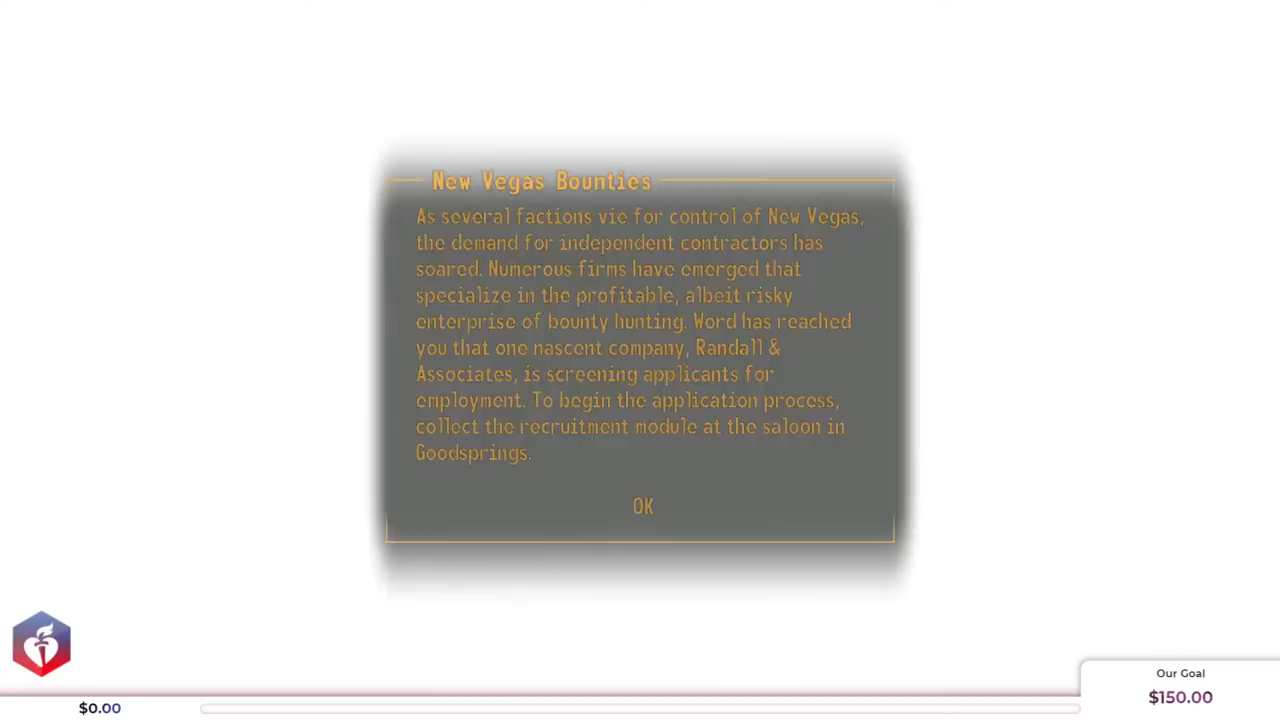 New Vegas Bounties
As several factions vie for control of New Vegas,
the demand for independent contractors has
soared. Numerous firms have emerged that
specialize in the profitable, albeit risky
enterprise of bounty hunting. Word has reached
you that one nascent company, Randall &
Associates, is screening applicants for
employment. To begin the application process,
collect the recruitment module at the saloon in
Goodsprings.
OK
Our Goal
$150.00
$0.00